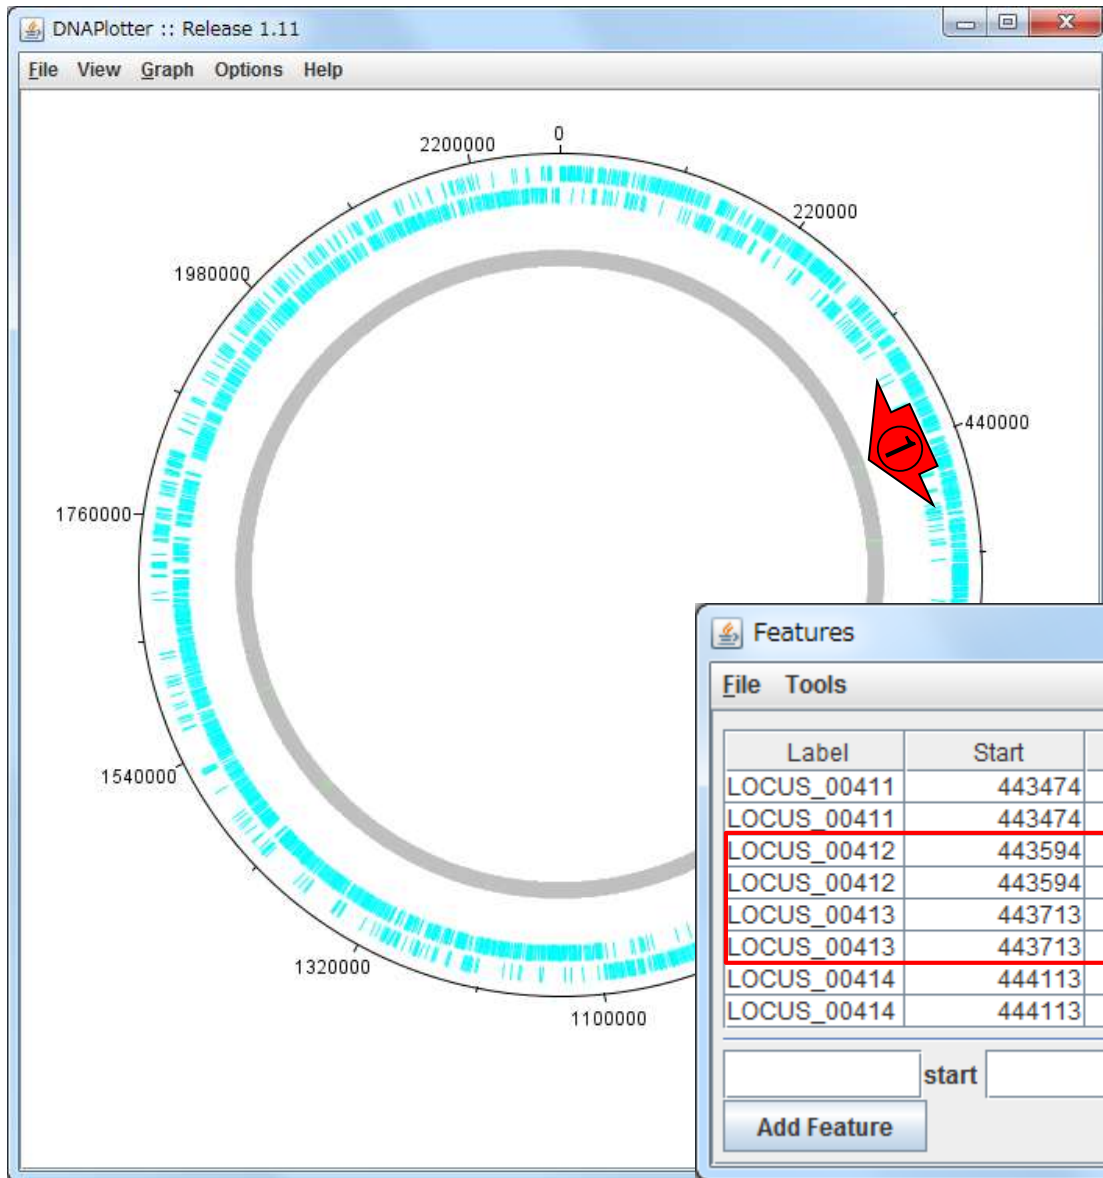 DNAPlotter :: Release 1.11
File View Graph Options Help
0
2200000
220000
1980000
440000
①
1760000
1540000
1320000
1100000
Features
File Tools
Label Start
LOCUS_00411 443474
LOCUS_00411 443474
LOCUS_00412 443594
LOCUS_00412 443594
LOCUS_00413 443713
LOCUS_00413 443713
LOCUS_00414 444113
LOCUS_00414 444113
start
Add Feature